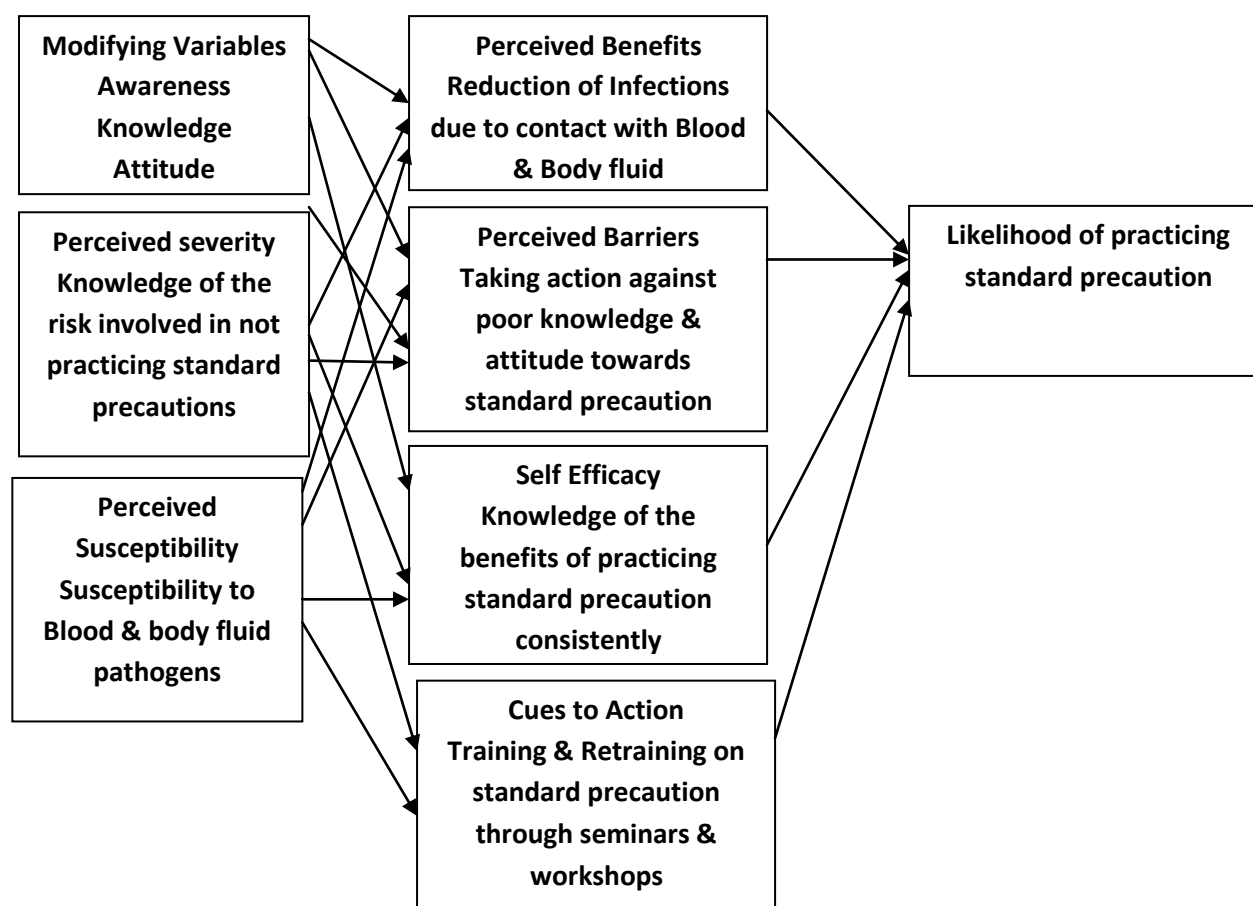 Modifying Variables
Awareness
Knowledge
Attitude
Perceived severity
Knowledge of the
risk involved in not
practicing standard
precautions
Perceived
Susceptibility
Susceptibility to
Blood & body fluid
pathogens
Perceived Benefits
Reduction of Infections
due to contact with Blood
& Body fluid
Perceived Barriers
Taking action against
poor knowledge &
attitude towards
standard precaution
Self Efficacy
Knowledge of the
benefits of practicing
standard precaution
consistently
Cues to Action
Training & Retraining on
standard precaution
through seminars &
workshops
Likelihood of practicing
standard precaution